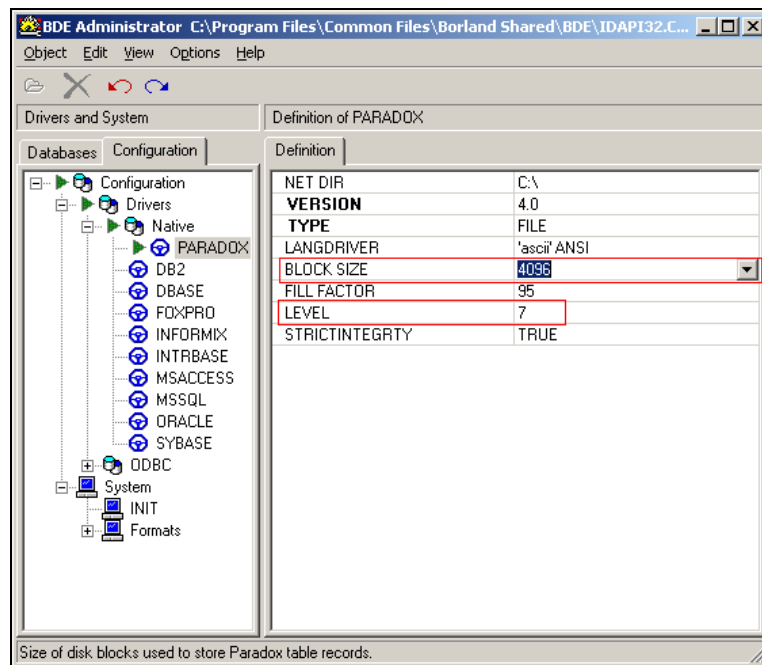 BDE Administrator C:\Program Files\Common Files\Borland Shared\BDE\IDAPI32.C...
Object Edit View Options Help
Drivers and System
Definition of PARADOX
Databases Configuration
Definition
Configuration
Drivers
Native
PARADOX
DB2
DBASE
FOXPRO
INFORMIX
INTRBASE
MSACCESS
MSSQL
ORACLE
SYBASE
ODBC
System
INIT
Formats
NET DIR C:\
VERSION 4.0
TYPE FILE
LANGDRIVER 'ascii' ANSI
BLOCK SIZE 4096
FILL FACTOR 95
LEVEL 7
STRICTINTEGRTY TRUE
Size of disk blocks used to store Paradox table records.